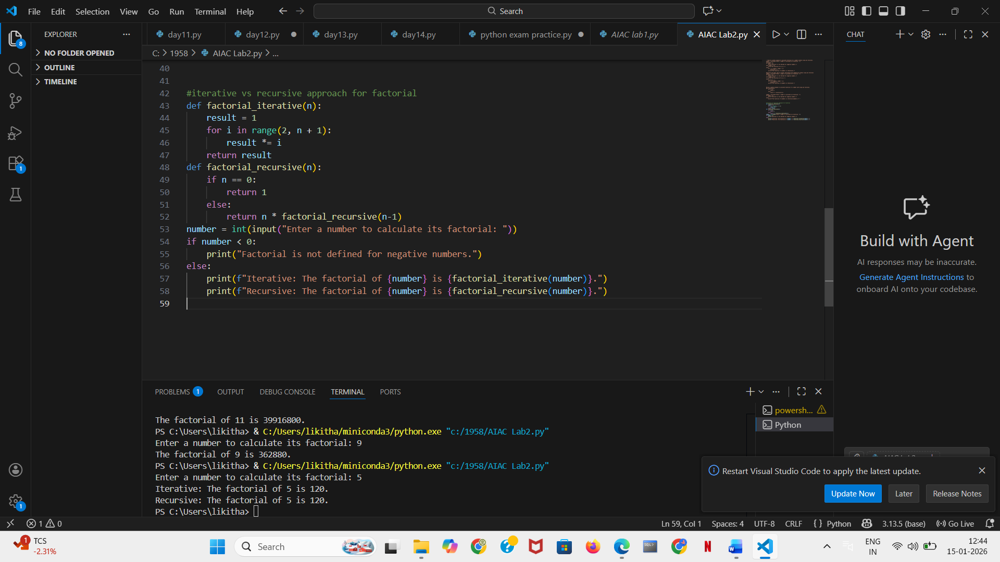 File Edit Selection View Go Run Terminal Help
Search
EXPLORER
NO FOLDER OPENED
OUTLINE
TIMELINE
8
1
1
day11.py
day12.py
day13.py
day14.py
python exam practice.py
AIAC lab1.py
AIAC Lab2.py
C: > 1958 > AIAC Lab2.py > ...
40
41
42 #iterative vs recursive approach for factorial
43 def factorial_iterative(n):
44     result = 1
45     for i in range(2, n + 1):
46         result *= i
47     return result
48 def factorial_recursive(n):
49     if n == 0:
50         return 1
51     else:
52         return n * factorial_recursive(n-1)
53 number = int(input("Enter a number to calculate its factorial: "))
54 if number < 0:
55     print("Factorial is not defined for negative numbers.")
56 else:
57     print(f"Iterative: The factorial of {number} is {factorial_iterative(number)}.")
58     print(f"Recursive: The factorial of {number} is {factorial_recursive(number)}.")
59
CHAT
Build with Agent
AI responses may be inaccurate.
Generate Agent Instructions to
onboard AI onto your codebase.
PROBLEMS 1 OUTPUT DEBUG CONSOLE TERMINAL PORTS
The factorial of 11 is 39916800.
PS C:\Users\likitha> & C:/Users/likitha/miniconda3/python.exe "c:/1958/AIAC Lab2.py"
Enter a number to calculate its factorial: 9
The factorial of 9 is 362880.
PS C:\Users\likitha> & C:/Users/likitha/miniconda3/python.exe "c:/1958/AIAC Lab2.py"
Enter a number to calculate its factorial: 5
Iterative: The factorial of 5 is 120.
Recursive: The factorial of 5 is 120.
PS C:\Users\likitha>
powersh...
Python
Restart Visual Studio Code to apply the latest update.
Update Now
Later
Release Notes
1 0
Ln 59, Col 1 Spaces: 4 UTF-8 CRLF { } Python 3.13.5 (base) Go Live
1
TCS
-2.31%
Search
SQL>
N
W
ENG
IN
12:44
15-01-2026